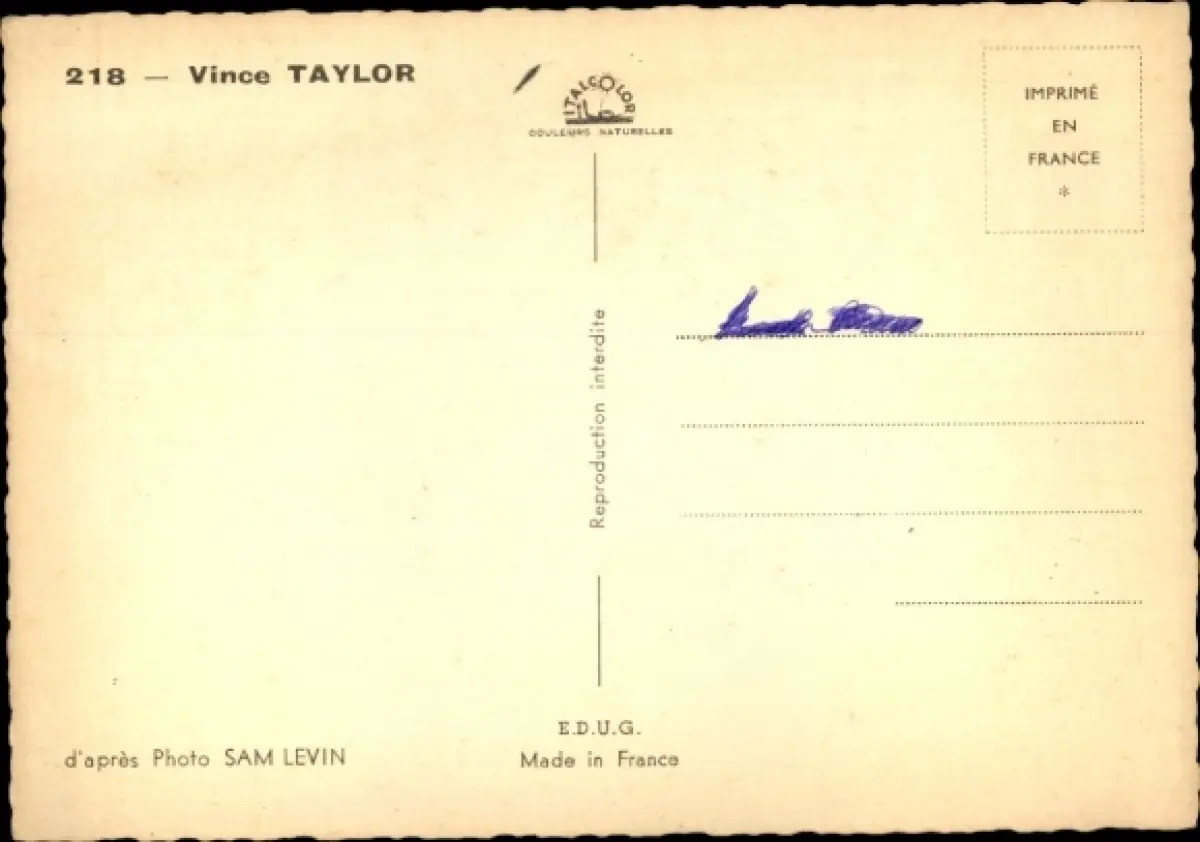 218 — Vince TAYLOR
ITALCOLOR
COULEURS NATURELLES
IMPRIMÉ
EN
FRANCE
*
Reproduction interdite
d'après Photo SAM LEVIN
E.D.U.G.
Made in France